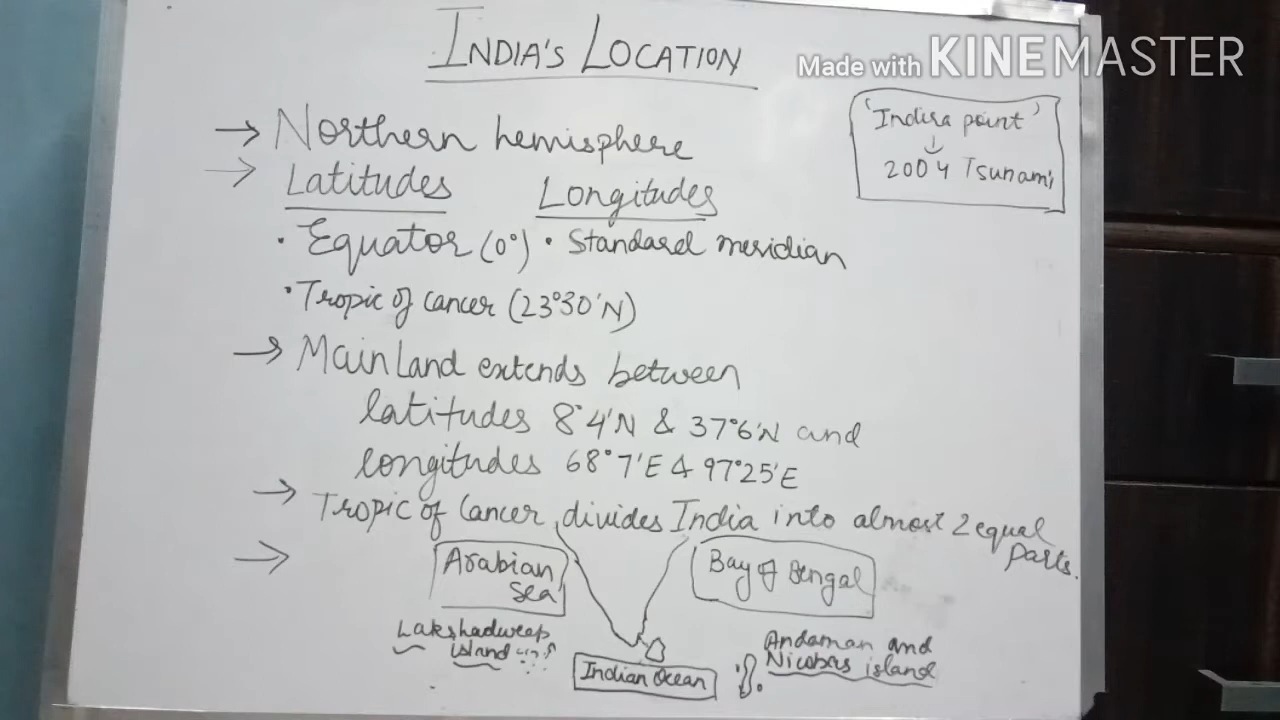 INDIA'S LOCATION
Made with KINEMASTER
'Indira point'
↓
2004 Tsunami
→ Northern hemisphere
→ Latitudes Longitudes
• Equator (0°) • Standard meridian
• Tropic of cancer (23°30'N)
→ Mainland extends between
latitudes 8°4'N & 37°6'N and
longitudes 68°7'E & 97°25'E
→ Tropic of Cancer divides India into almost 2 equal
parts.
→ Arabian Sea
Bay of Bengal
Lakshadweep
island
Indian Ocean
Andaman and
Nicobar island